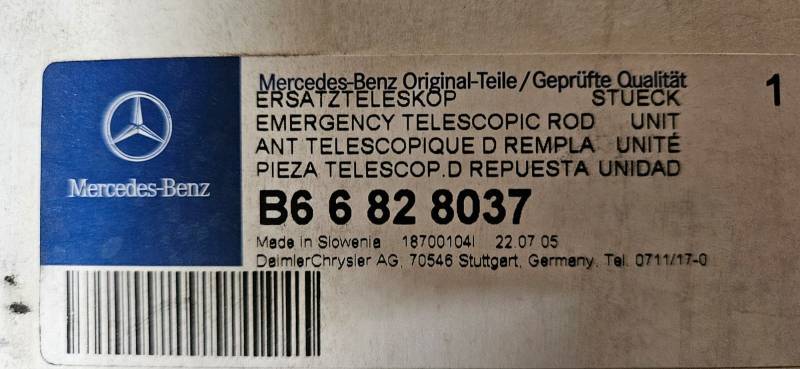 Mercedes-Benz Original-Teile/Geprüfte Qualität 1
ERSATZTELESKOP STUECK
EMERGENCY TELESCOPIC ROD UNIT
ANT TELESCOPIQUE D REMPLA UNITÉ
PIEZA TELESCOP.D REPUESTA UNIDAD
Mercedes-Benz
B6 6 82 8037
Made in Slowenia 18700104I 22.07.05
DaimlerChrysler AG, 70546 Stuttgart, Germany, Tel. 0711/17-0